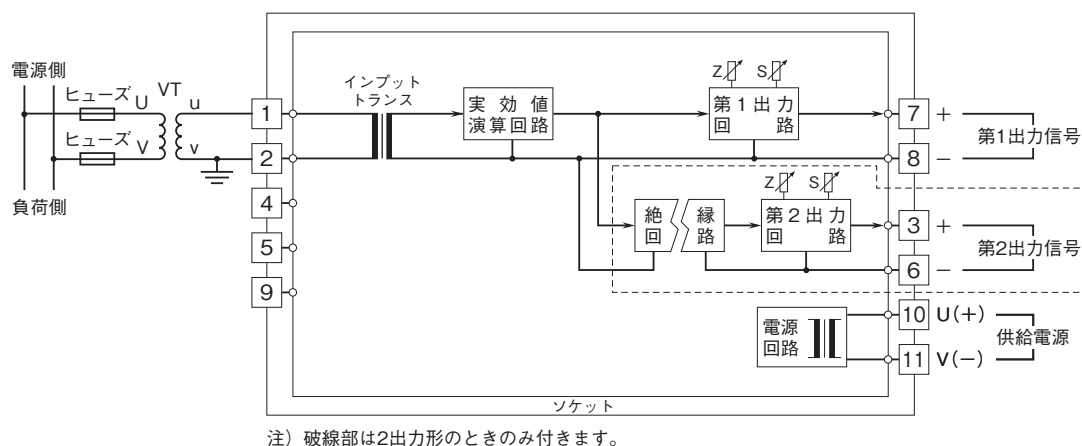 電源側
ヒューズ
U
VT
u
ヒューズ
V
v
負荷側
1
2
4
5
9
インプット
トランス
実効値
演算回路
Z
S
第1出力
回路
7
+
8
−
第1出力信号
絶縁
回路
Z
S
第2出力
回路
3
+
6
−
第2出力信号
電源
回路
10
U(+)
11
V(−)
供給電源
ソケット
注）破線部は2出力形のときのみ付きます。